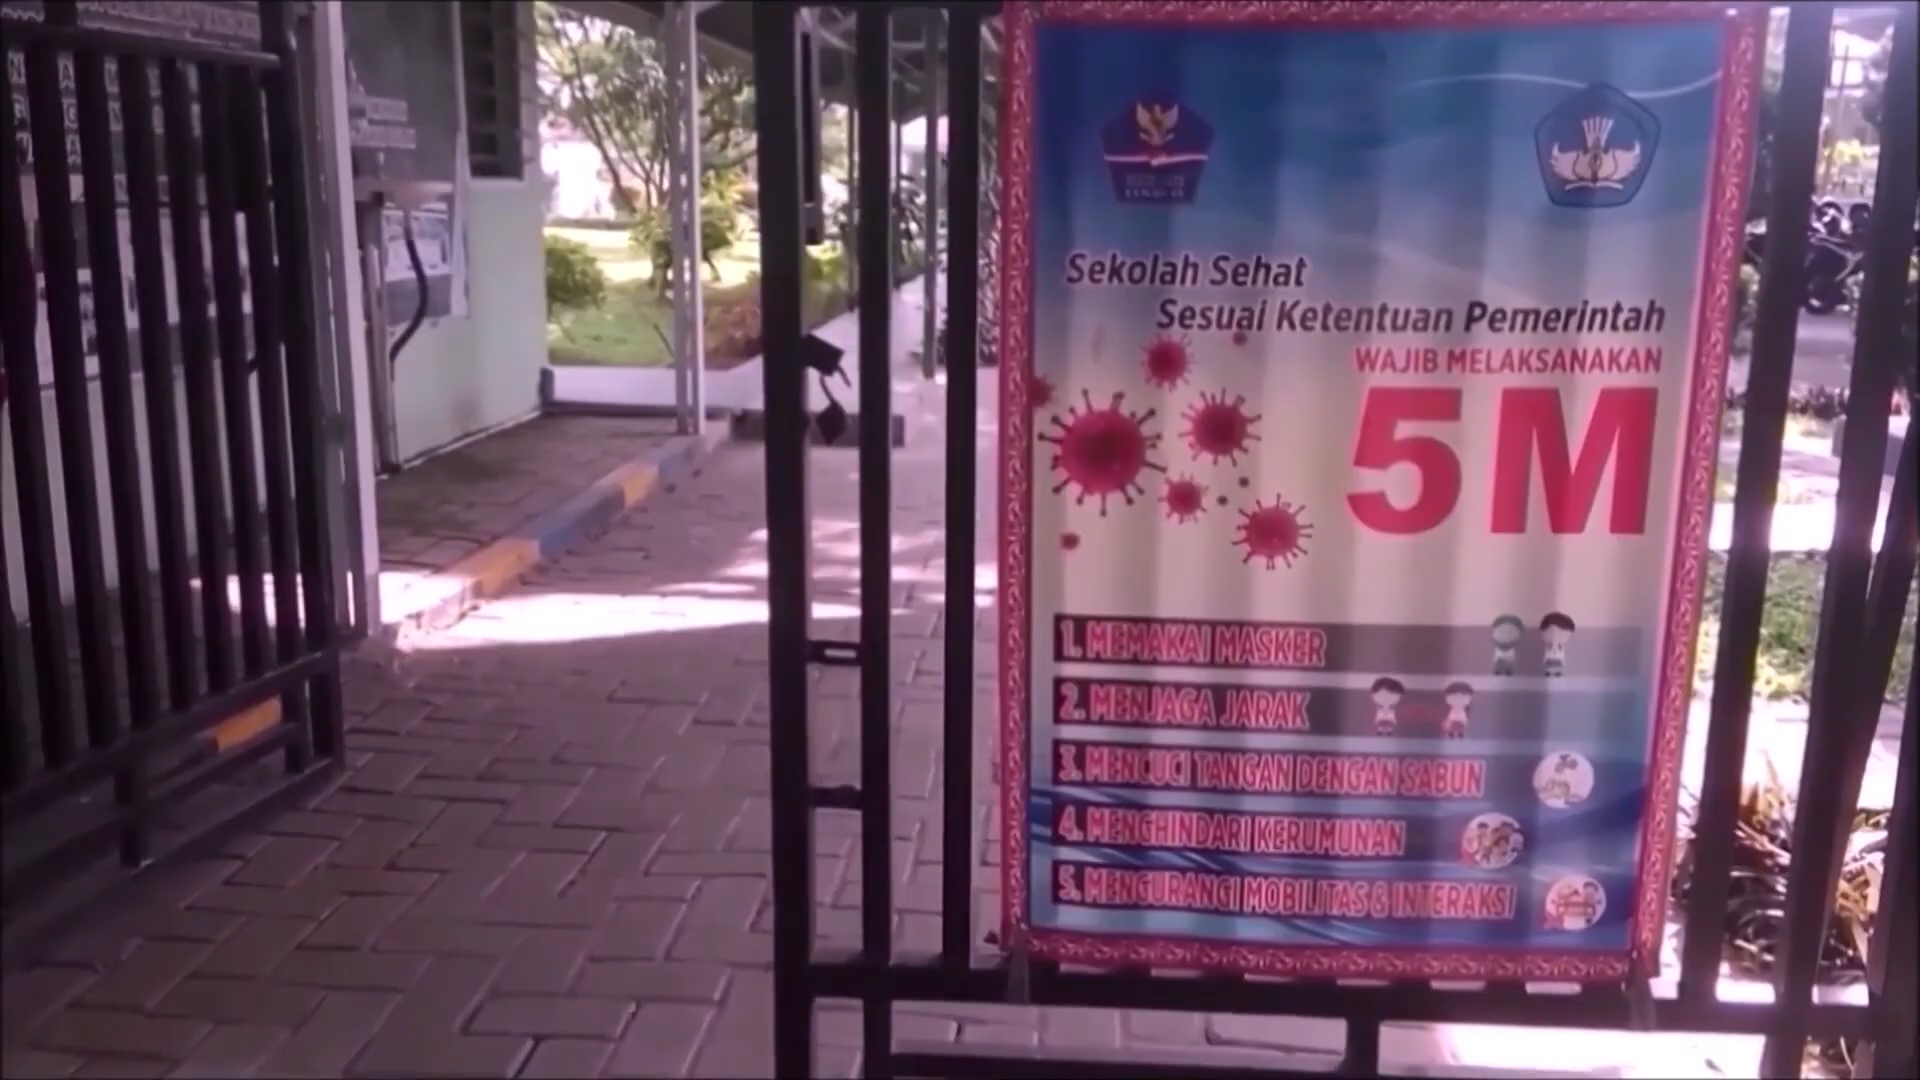 Sekolah Sehat
Sesuai Ketentuan Pemerintah
WAJIB MELAKSANAKAN
5M
1. MEMAKAI MASKER
2. MENJAGA JARAK
3. MENCUCI TANGAN DENGAN SABUN
4. MENGHINDARI KERUMUNAN
5. MENGURANGI MOBILITAS & INTERAKSI